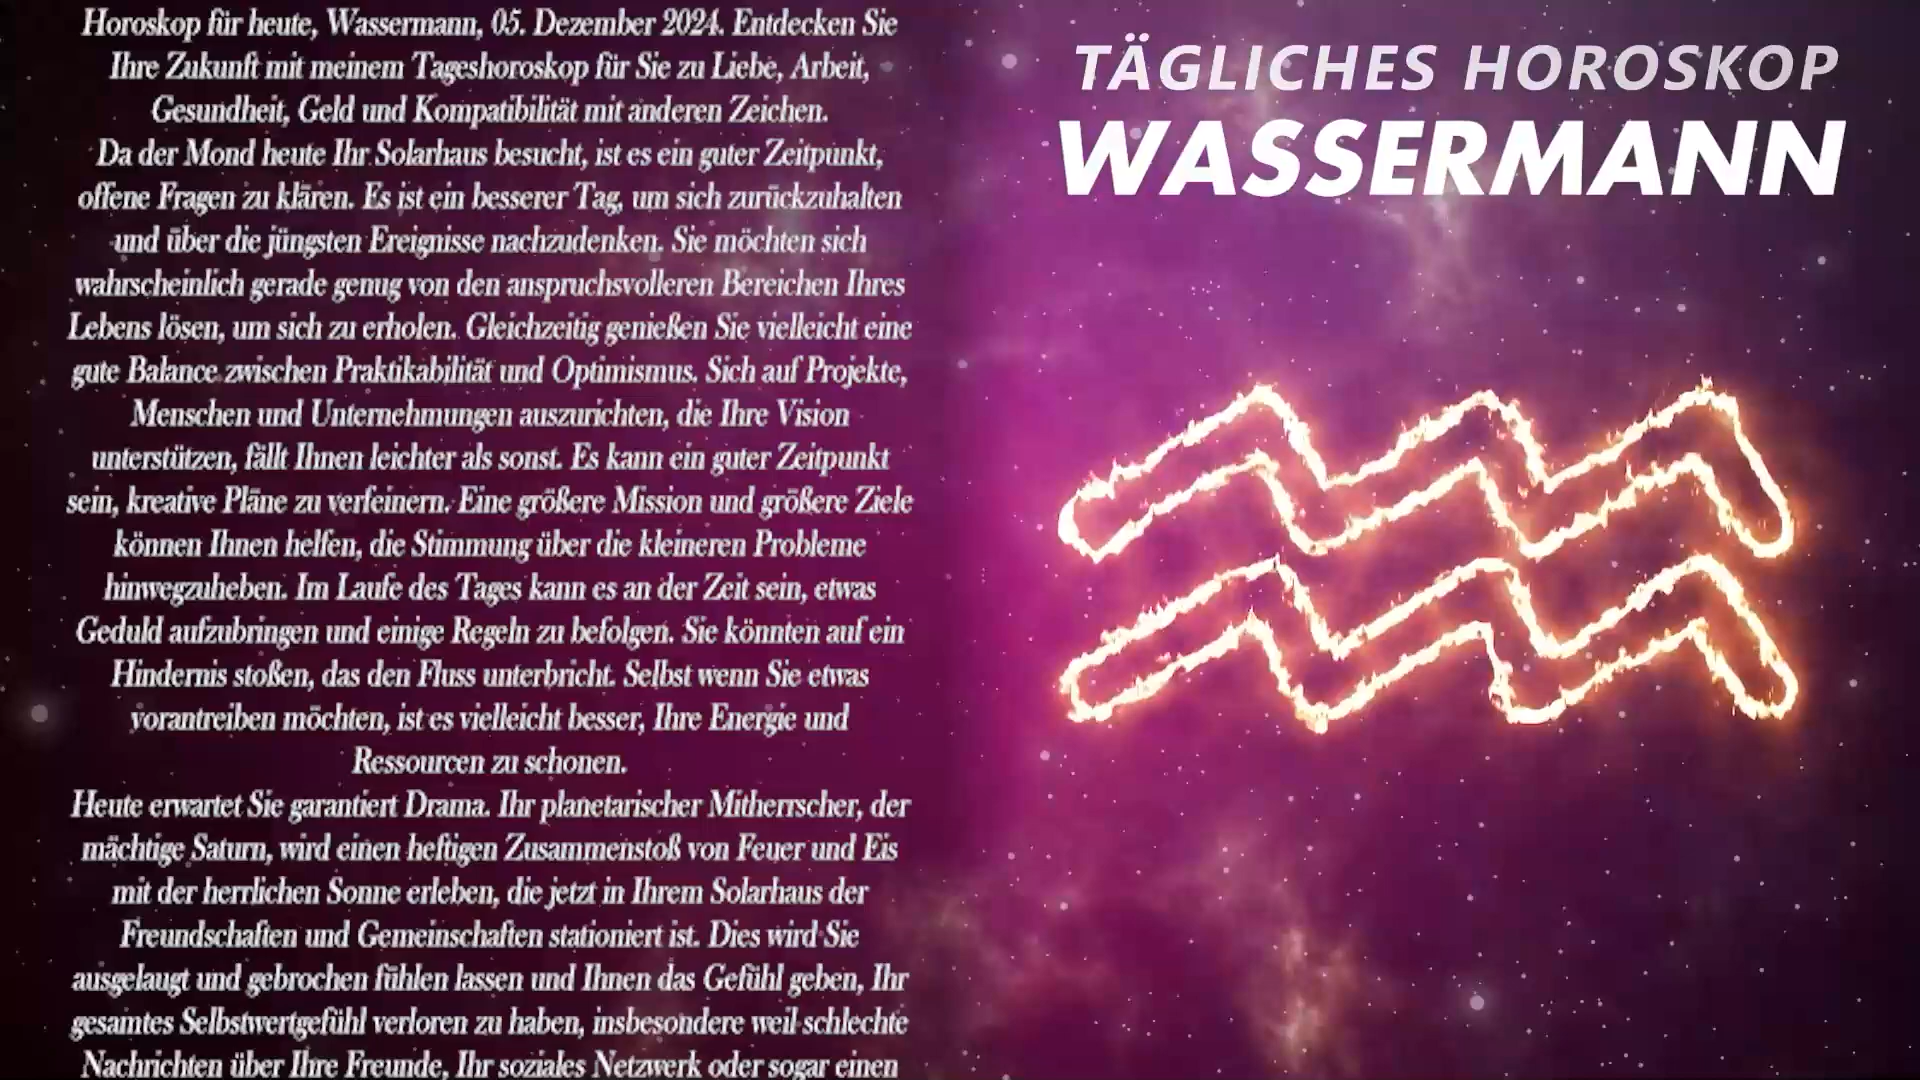 Horoskop für heute, Wassermann, 05. Dezember 2024. Entdecken Sie
Ihre Zukunft mit meinem Tageshoroskop für Sie zu Liebe, Arbeit,
Gesundheit, Geld und Kompatibilität mit anderen Zeichen.
Da der Mond heute Ihr Solarhaus besucht, ist es ein guter Zeitpunkt,
offene Fragen zu klären. Es ist ein besserer Tag, um sich zurückzuhalten
und über die jüngsten Ereignisse nachzudenken. Sie möchten sich
wahrscheinlich gerade genug von den anspruchsvolleren Bereichen Ihres
Lebens lösen, um sich zu erholen. Gleichzeitig genießen Sie vielleicht eine
gute Balance zwischen Praktikabilität und Optimismus. Sich auf Projekte,
Menschen und Unternehmungen auszurichten, die Ihre Vision
unterstützen, fällt Ihnen leichter als sonst. Es kann ein guter Zeitpunkt
sein, kreative Pläne zu verfeinern. Eine größere Mission und größere Ziele
können Ihnen helfen, die Stimmung über die kleineren Probleme
hinwegzuheben. Im Laufe des Tages kann es an der Zeit sein, etwas
Geduld aufzubringen und einige Regeln zu befolgen. Sie könnten auf ein
Hindernis stoßen, das den Fluss unterbricht. Selbst wenn Sie etwas
vorantreiben möchten, ist es vielleicht besser, Ihre Energie und
Ressourcen zu schonen.
Heute erwartet Sie garantiert Drama. Ihr planetarischer Mitherrscher, der
mächtige Saturn, wird einen heftigen Zusammenstoß von Feuer und Eis
mit der herrlichen Sonne erleben, die jetzt in Ihrem Solarhaus der
Freundschaften und Gemeinschaften stationiert ist. Dies wird Sie
ausgelaugt und gebrochen fühlen lassen und Ihnen das Gefühl geben, Ihr
gesamtes Selbstwertgefühl verloren zu haben, insbesondere weil schlechte
Nachrichten über Ihre Freunde, Ihr soziales Netzwerk oder sogar einen
TÄGLICHES HOROSKOP
WASSERMANN